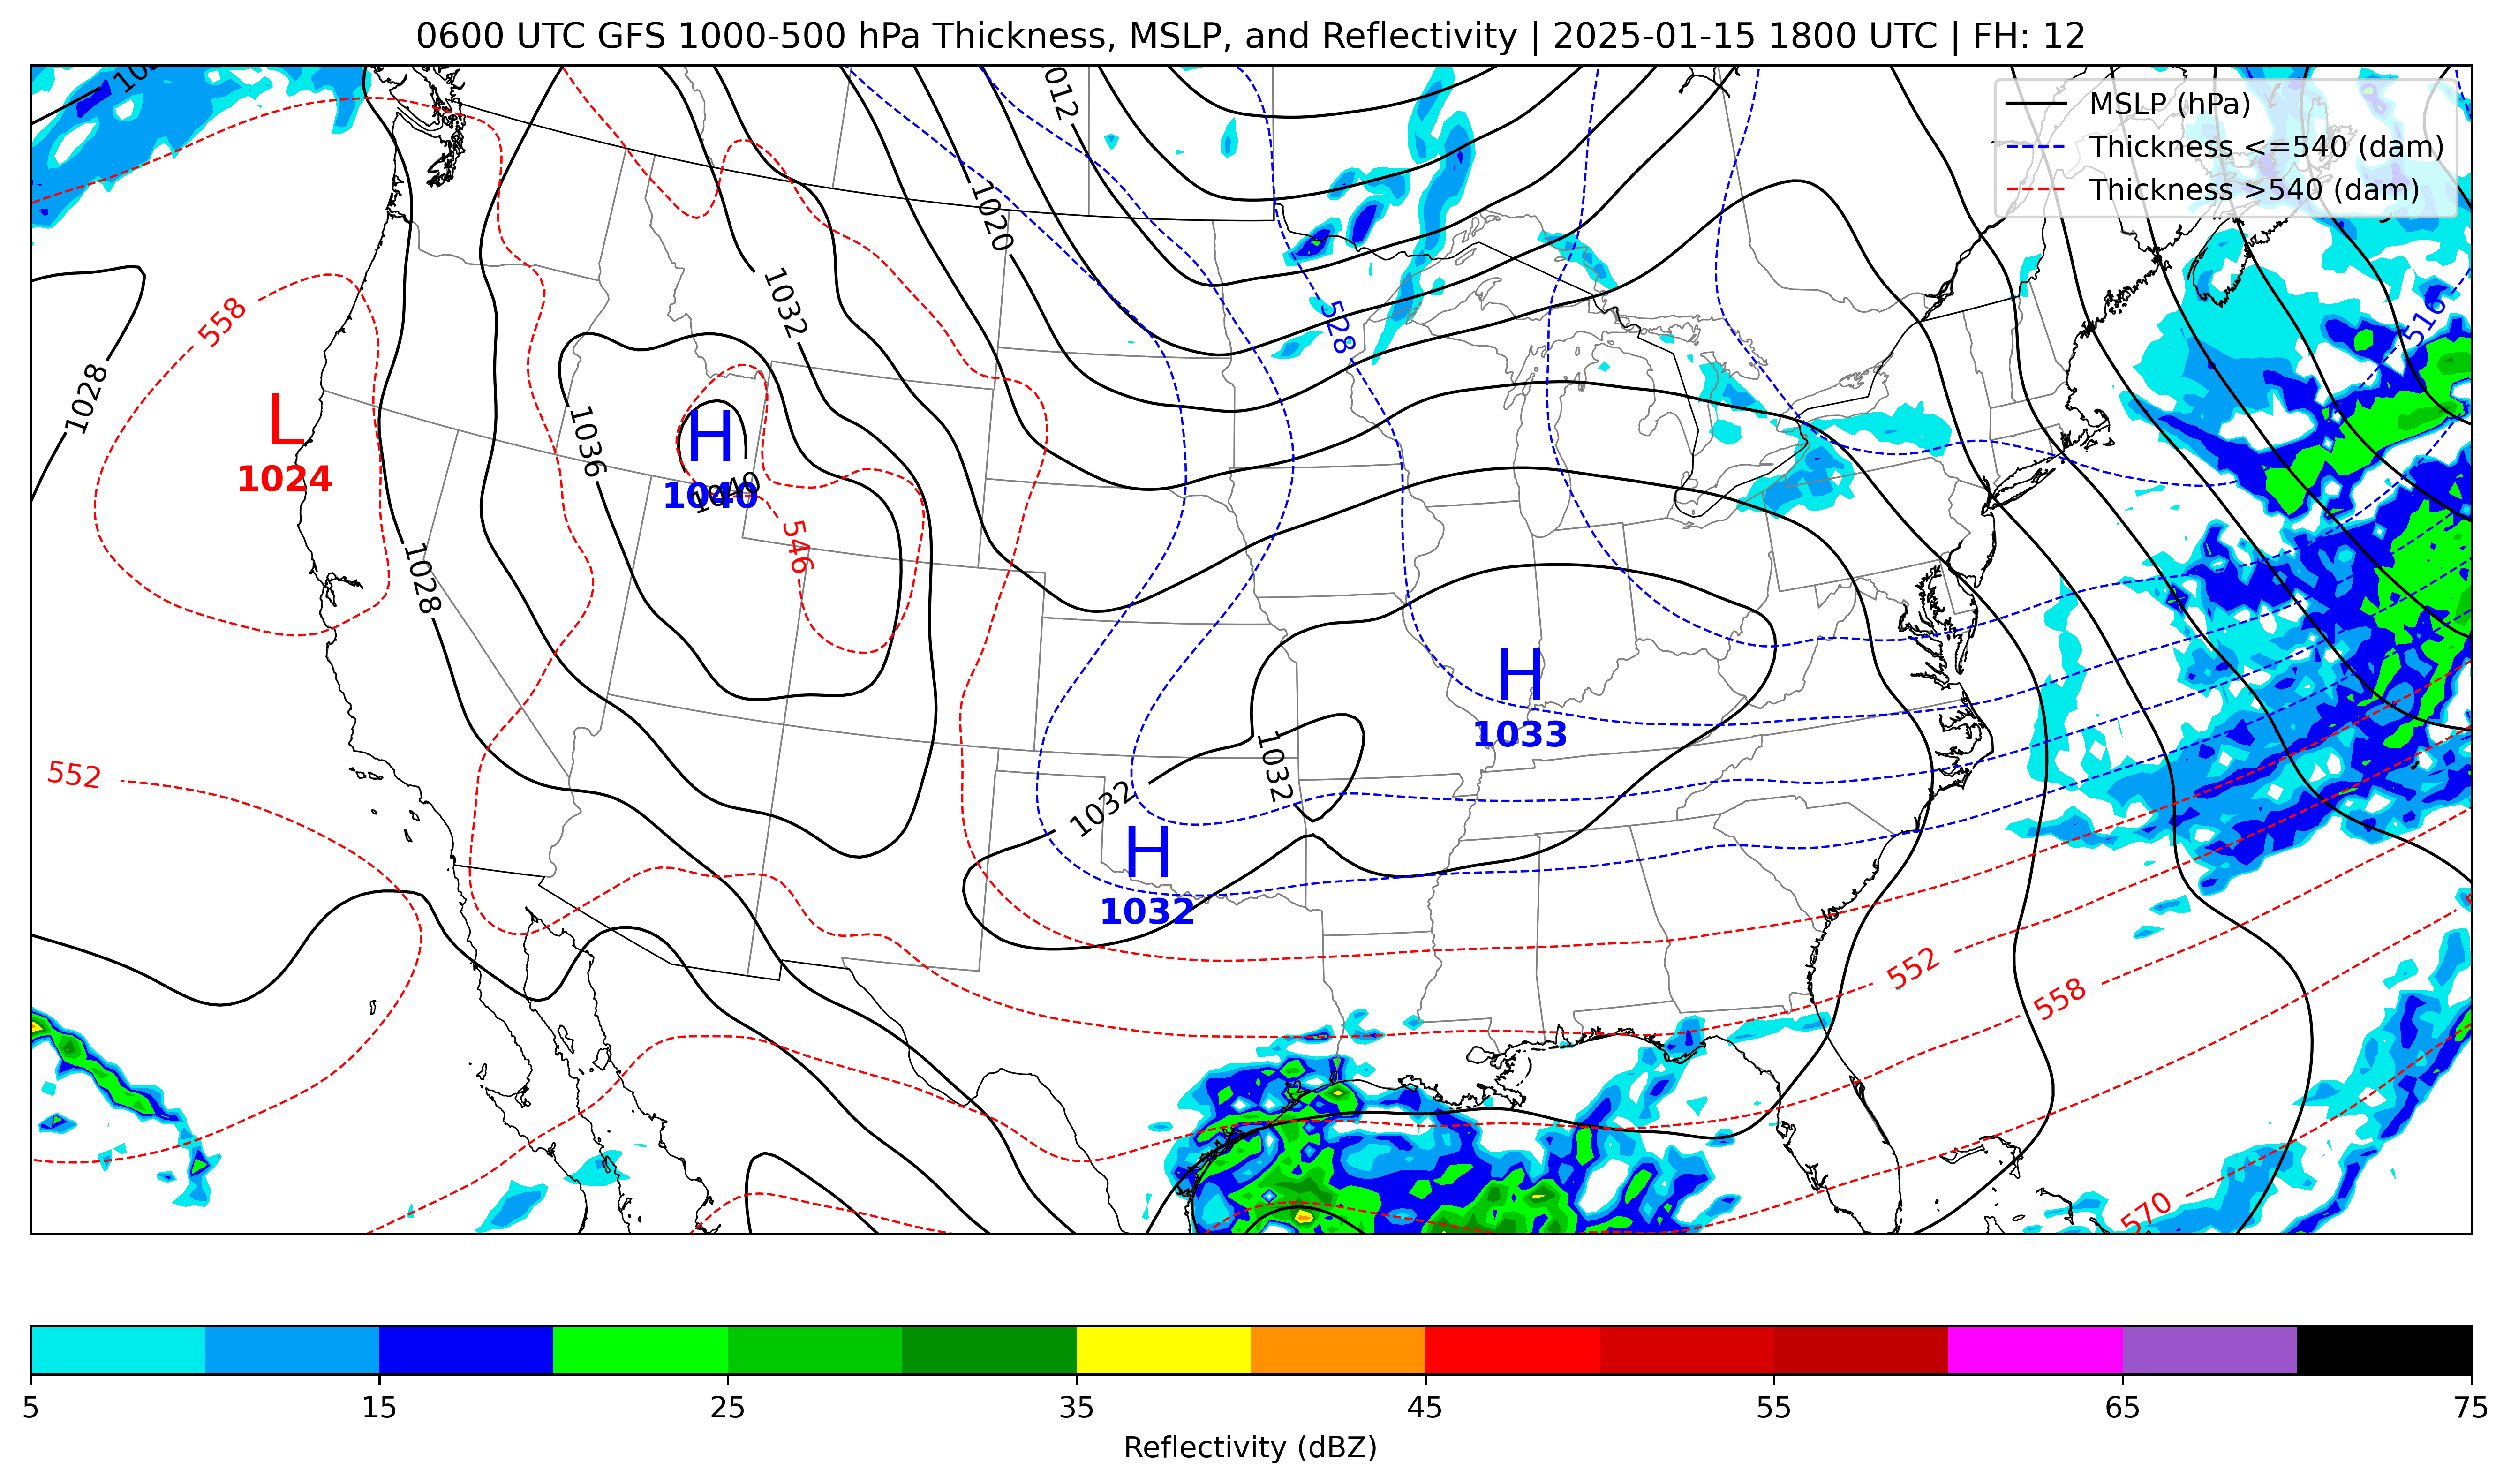 0600 UTC GFS 1000-500 hPa Thickness, MSLP, and Reflectivity | 2025-01-15 1800 UTC | FH: 12
MSLP (hPa)
Thickness <=540 (dam)
Thickness >540 (dam)
1020
1032
558
528
516
1028
L
1024
H
1040
1040
1036
546
1028
H
1033
552
1032
1032
H
1032
552
558
570
5 15 25 35 45 55 65 75
Reflectivity (dBZ)